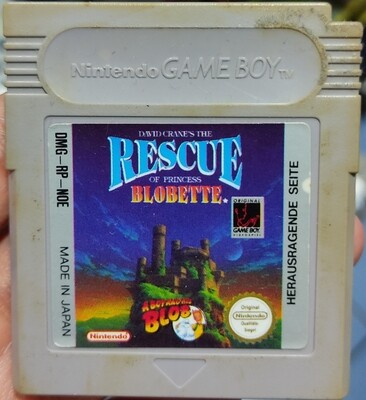 Nintendo GAME BOY TM
DMG-RP-NOE
MADE IN JAPAN
DAVID CRANE'S THE
RESCUE
OF PRINCESS
BLOBETTE
ORIGINAL
GAME BOY
A BOY AND HIS
BLOB
Nintendo
Original
Nintendo
HERAUSRAGENDE SEITE